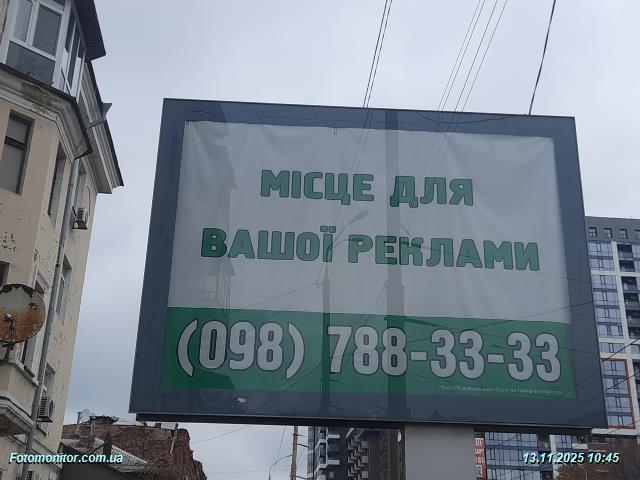 МІСЦЕ ДЛЯ
ВАШОЇ РЕКЛАМИ
(098) 788-33-33
Fotomonitor.com.ua
13.11.2025 10:45